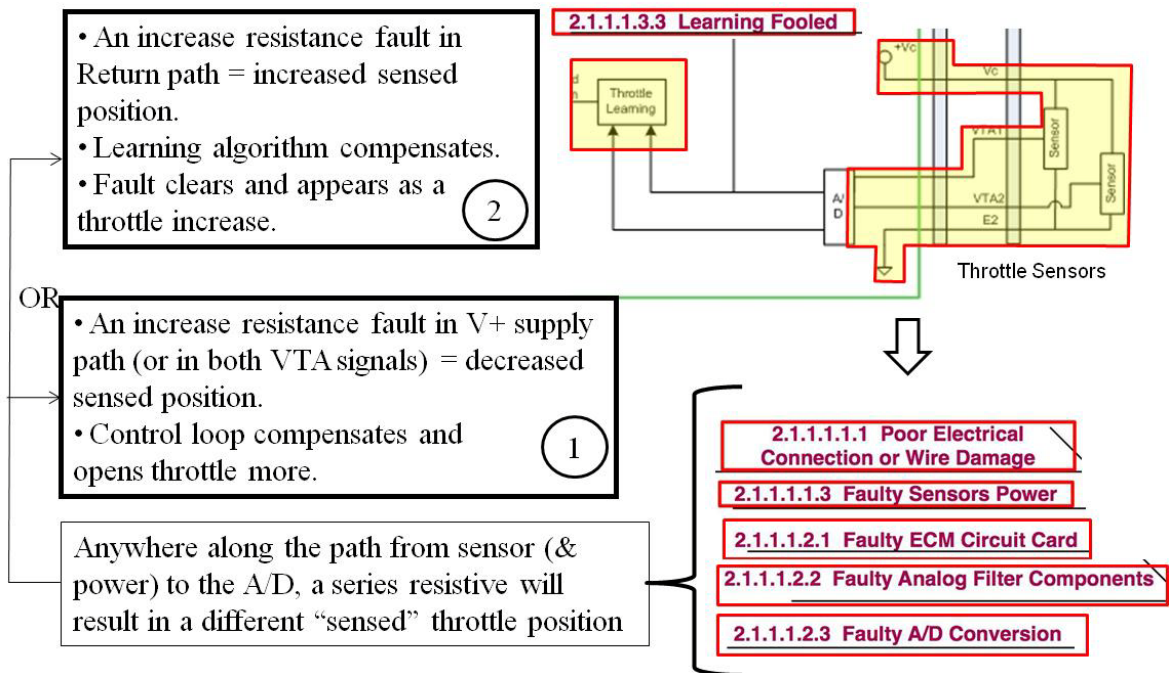 • An increase resistance fault in
Return path = increased sensed
position.
• Learning algorithm compensates.
• Fault clears and appears as a
throttle increase.
2
OR
• An increase resistance fault in V+ supply
path (or in both VTA signals) = decreased
sensed position.
• Control loop compensates and
opens throttle more.
1
Anywhere along the path from sensor (&
power) to the A/D, a series resistive will
result in a different “sensed” throttle position
2.1.1.1.3.3 Learning Fooled
d
n
Throttle
Learning
+Vc
Vc
VTA1
Sensor
Sensor
A/
D
VTA2
E2
Throttle Sensors
2.1.1.1.1.1 Poor Electrical
Connection or Wire Damage
2.1.1.1.1.3 Faulty Sensors Power
2.1.1.1.2.1 Faulty ECM Circuit Card
2.1.1.1.2.2 Faulty Analog Filter Components
2.1.1.1.2.3 Faulty A/D Conversion